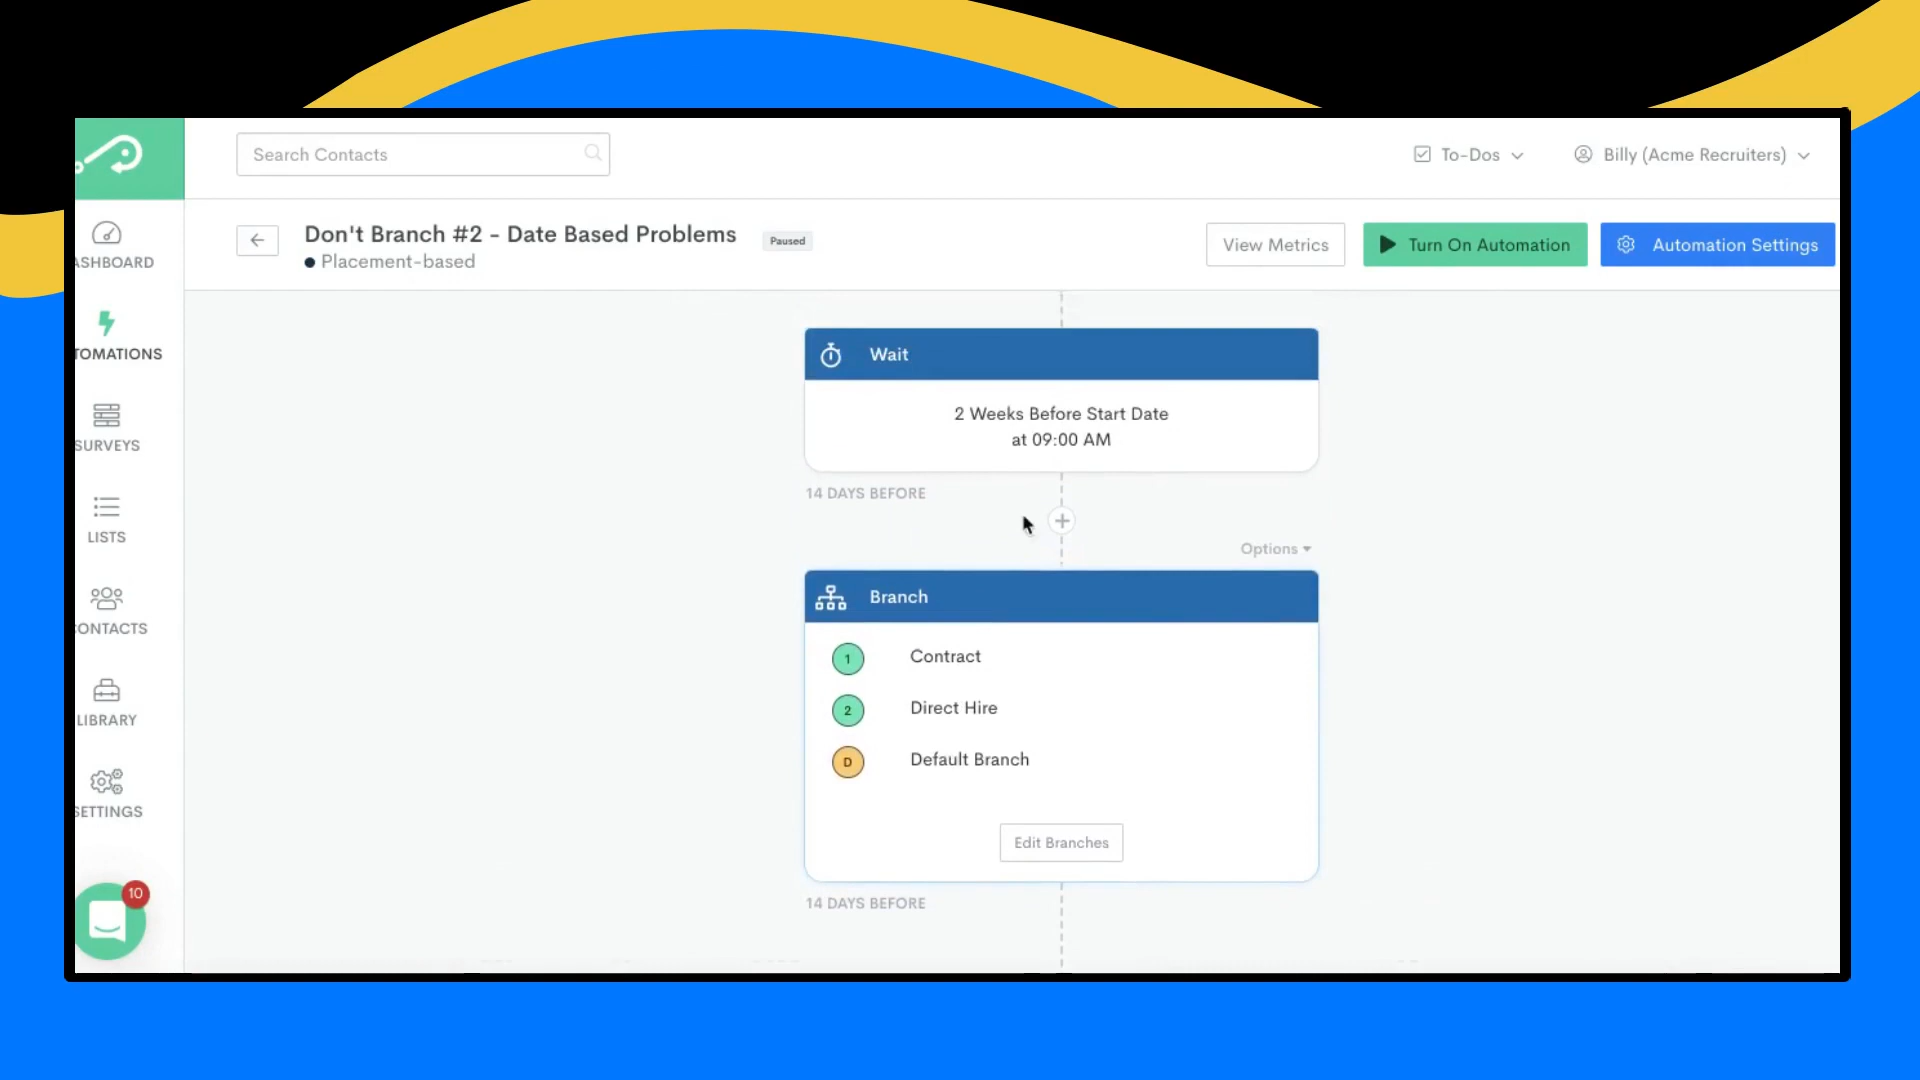 Search Contacts
To-Dos
Billy (Acme Recruiters)
Don't Branch #2 - Date Based Problems
Paused
Placement-based
View Metrics
Turn On Automation
Automation Settings
ASHBOARD
TOMATIONS
SURVEYS
LISTS
ONTACTS
LIBRARY
SETTINGS
10
Wait
2 Weeks Before Start Date
at 09:00 AM
14 DAYS BEFORE
Options
Branch
1 Contract
2 Direct Hire
D Default Branch
Edit Branches
14 DAYS BEFORE